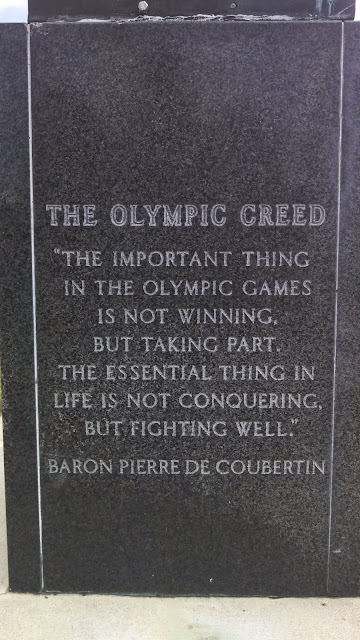 THE OLYMPIC CREED
"THE IMPORTANT THING
IN THE OLYMPIC GAMES
IS NOT WINNING,
BUT TAKING PART.
THE ESSENTIAL THING IN
LIFE IS NOT CONQUERING,
BUT FIGHTING WELL."
BARON PIERRE DE COUBERTIN